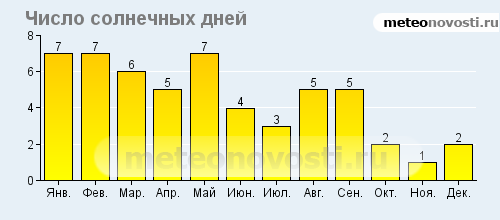 Число солнечных дней
meteonovosti.ru
8
7 7 6 5 7 4 3 5 5 2 1 2
6
4
2
0
Янв. Фев. Мар. Апр. Май Июн. Июл. Авг. Сен. Окт. Ноя. Дек.
meteonovosti.ru